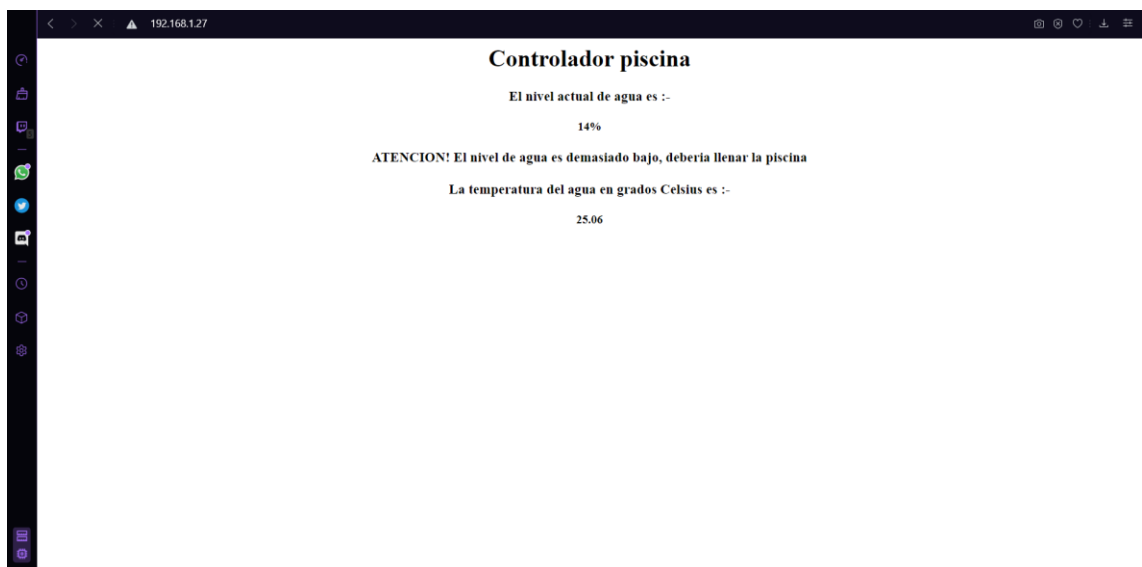 192.168.1.27
Controlador piscina
El nivel actual de agua es :-
14%
ATENCION! El nivel de agua es demasiado bajo, deberia llenar la piscina
La temperatura del agua en grados Celsius es :-
25.06